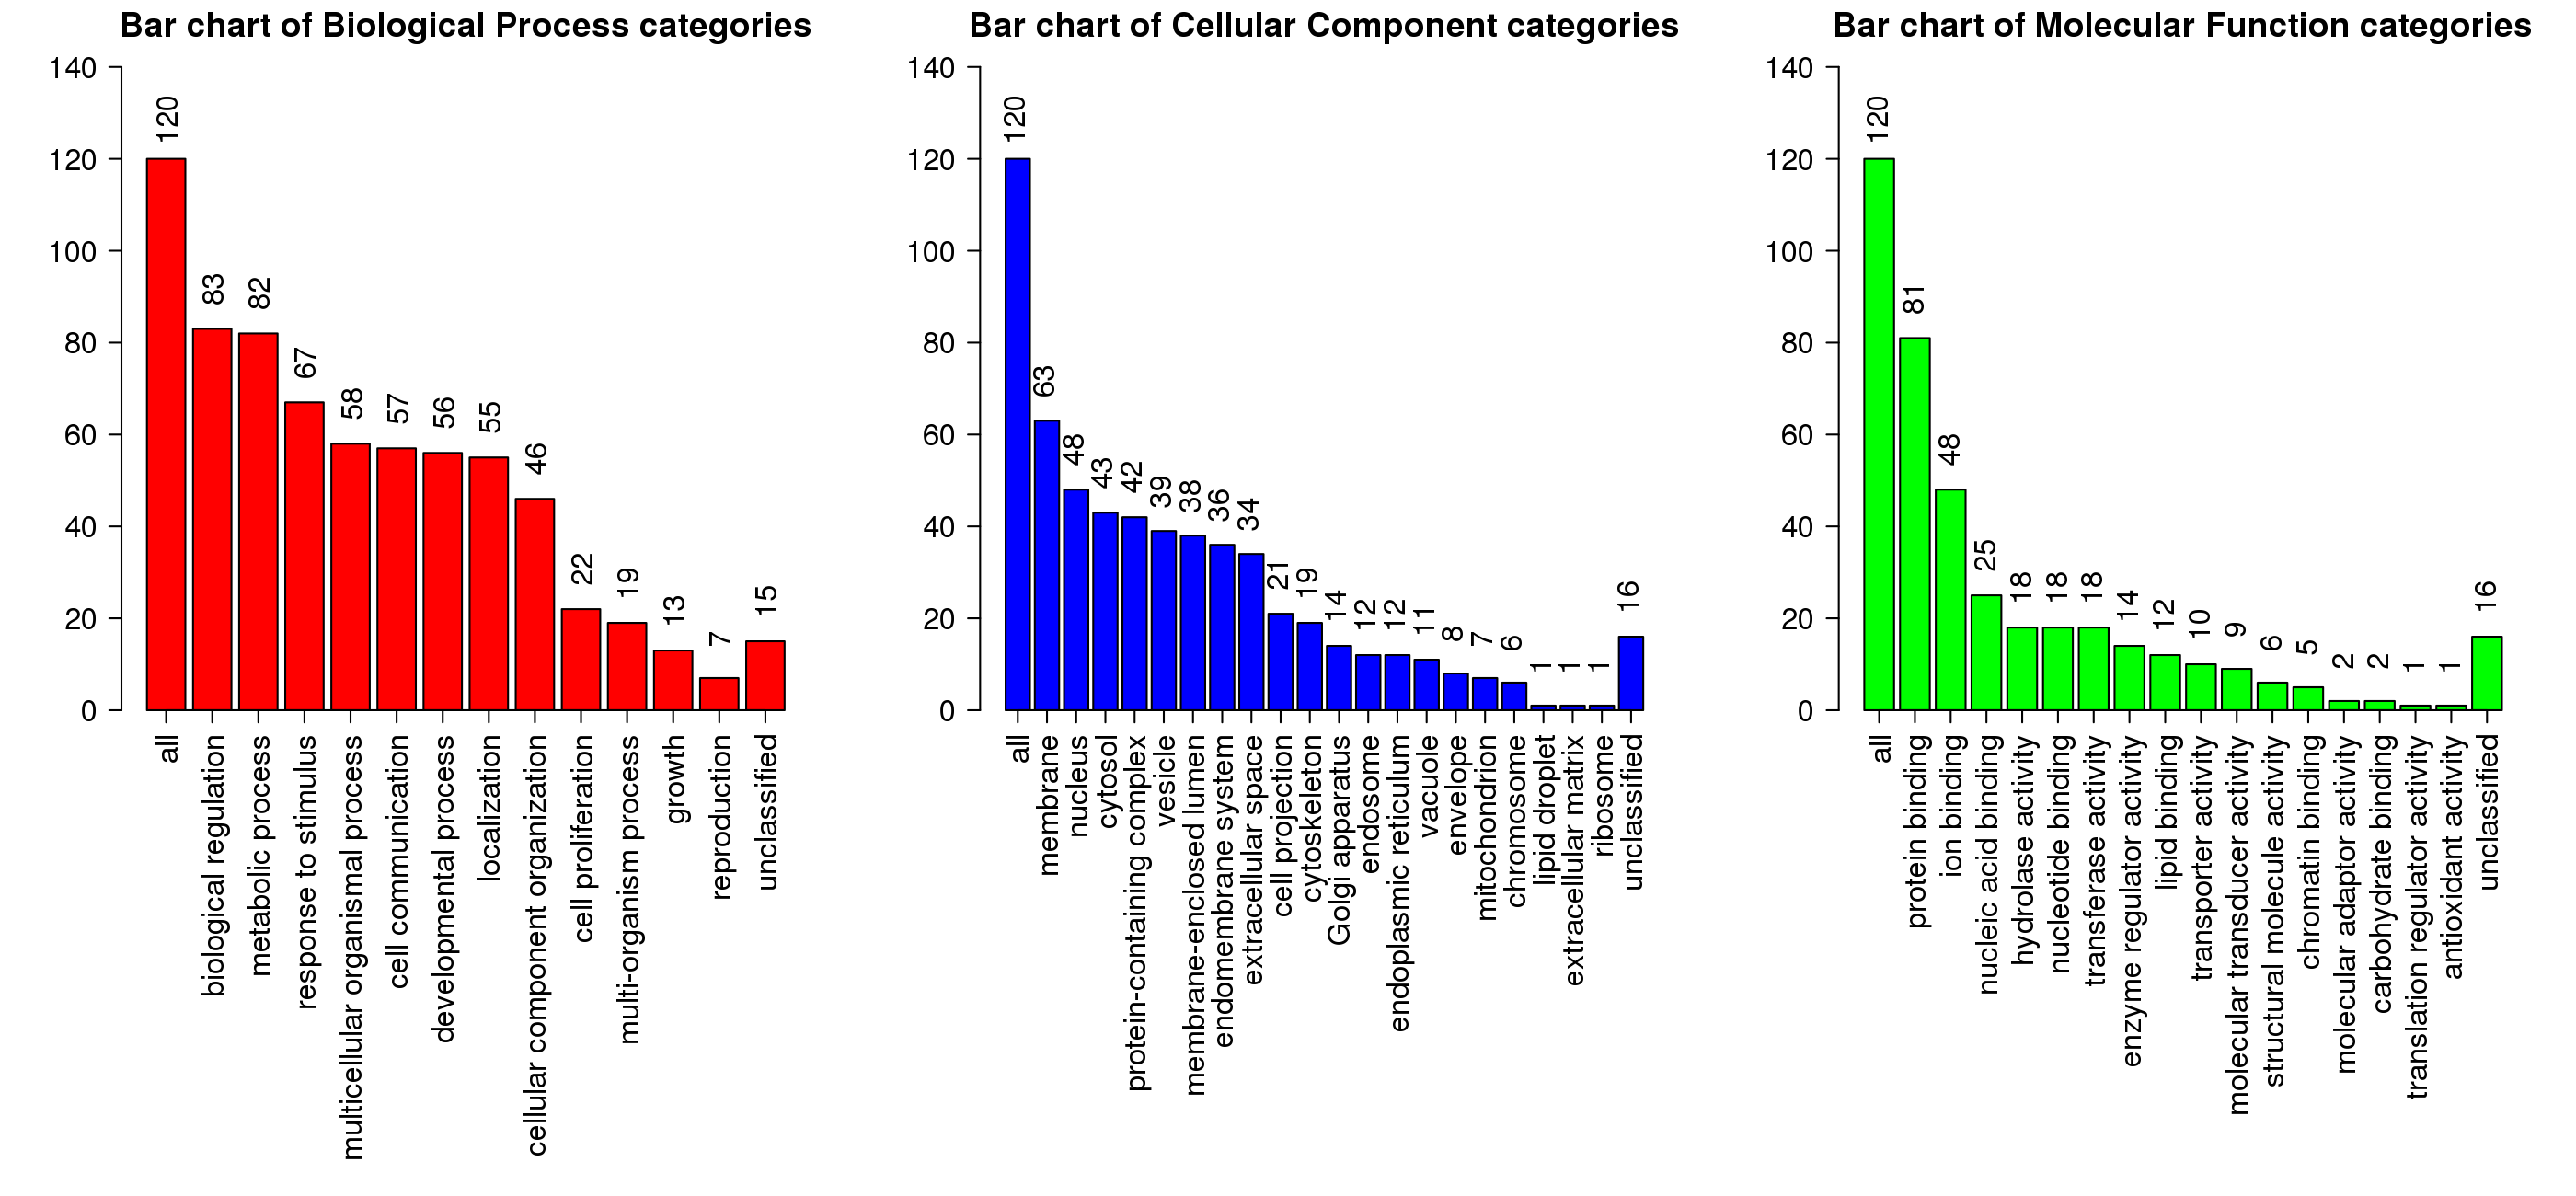 Bar chart of Biological Process categories
140
120
100
80
60
40
20
0
120
83
82
67
58
57
56
55
46
22
19
13
7
15
all
biological regulation
metabolic process
response to stimulus
multicellular organismal process
cell communication
developmental process
localization
cellular component organization
cell proliferation
multi-organism process
growth
reproduction
unclassified
Bar chart of Cellular Component categories
140
120
100
80
60
40
20
0
120
63
48
43
42
39
38
36
34
21
19
14
12
12
11
8
7
6
1
1
1
16
all
membrane
nucleus
cytosol
protein-containing complex
vesicle
membrane-enclosed lumen
endomembrane system
extracellular space
cell projection
cytoskeleton
Golgi apparatus
endosome
endoplasmic reticulum
vacuole
envelope
mitochondrion
chromosome
lipid droplet
extracellular matrix
ribosome
unclassified
Bar chart of Molecular Function categories
140
120
100
80
60
40
20
0
120
81
48
25
18
18
18
14
12
10
9
6
5
2
2
1
1
16
all
protein binding
ion binding
nucleic acid binding
hydrolase activity
nucleotide binding
transferase activity
enzyme regulator activity
lipid binding
transporter activity
molecular transducer activity
structural molecule activity
chromatin binding
molecular adaptor activity
carbohydrate binding
translation regulator activity
antioxidant activity
unclassified